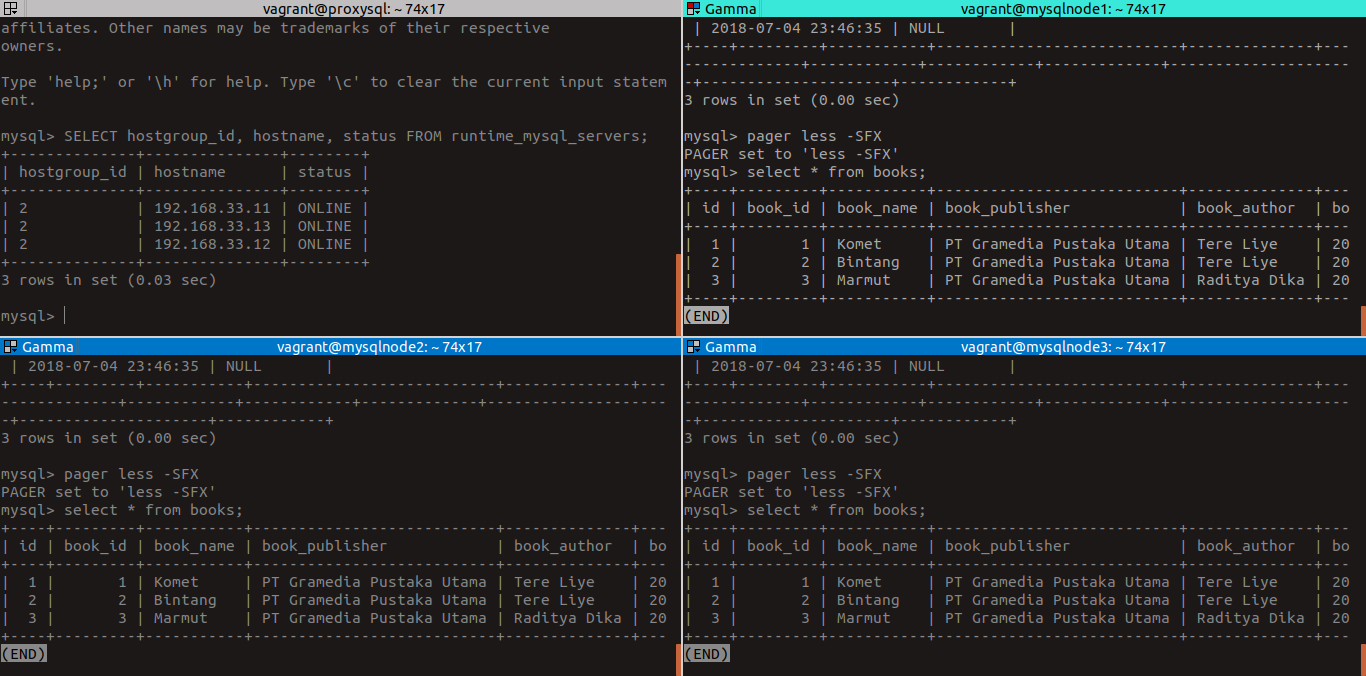 vagrant@proxysql: ~ 74x17
affiliates. Other names may be trademarks of their respective
owners.
Type 'help;' or '\h' for help. Type '\c' to clear the current input statem
ent.
mysql> SELECT hostgroup_id, hostname, status FROM runtime_mysql_servers;
+--------------+---------------+--------+
| hostgroup_id | hostname      | status |
+--------------+---------------+--------+
| 2            | 192.168.33.11 | ONLINE |
| 2            | 192.168.33.13 | ONLINE |
| 2            | 192.168.33.12 | ONLINE |
+--------------+---------------+--------+
3 rows in set (0.03 sec)
mysql>
Gamma vagrant@mysqlnode1: ~ 74x17
 | 2018-07-04 23:46:35 | NULL       |
+----+---------+-----------+---------------------------+--------------+---
-------------+------------+------------+-------------+--------------------
-+---------------------+------------+
3 rows in set (0.00 sec)
mysql> pager less -SFX
PAGER set to 'less -SFX'
mysql> select * from books;
+----+---------+-----------+---------------------------+--------------+---
| id | book_id | book_name | book_publisher            | book_author  | bo
+----+---------+-----------+---------------------------+--------------+---
|  1 |       1 | Komet     | PT Gramedia Pustaka Utama | Tere Liye    | 20
|  2 |       2 | Bintang   | PT Gramedia Pustaka Utama | Tere Liye    | 20
|  3 |       3 | Marmut    | PT Gramedia Pustaka Utama | Raditya Dika | 20
+----+---------+-----------+---------------------------+--------------+---
(END)
Gamma vagrant@mysqlnode2: ~ 74x17
 | 2018-07-04 23:46:35 | NULL       |
+----+---------+-----------+---------------------------+--------------+---
-------------+------------+------------+-------------+--------------------
-+---------------------+------------+
3 rows in set (0.00 sec)
mysql> pager less -SFX
PAGER set to 'less -SFX'
mysql> select * from books;
+----+---------+-----------+---------------------------+--------------+---
| id | book_id | book_name | book_publisher            | book_author  | bo
+----+---------+-----------+---------------------------+--------------+---
|  1 |       1 | Komet     | PT Gramedia Pustaka Utama | Tere Liye    | 20
|  2 |       2 | Bintang   | PT Gramedia Pustaka Utama | Tere Liye    | 20
|  3 |       3 | Marmut    | PT Gramedia Pustaka Utama | Raditya Dika | 20
+----+---------+-----------+---------------------------+--------------+---
(END)
Gamma vagrant@mysqlnode3: ~ 74x17
 | 2018-07-04 23:46:35 | NULL       |
+----+---------+-----------+---------------------------+--------------+---
-------------+------------+------------+-------------+--------------------
-+---------------------+------------+
3 rows in set (0.00 sec)
mysql> pager less -SFX
PAGER set to 'less -SFX'
mysql> select * from books;
+----+---------+-----------+---------------------------+--------------+---
| id | book_id | book_name | book_publisher            | book_author  | bo
+----+---------+-----------+---------------------------+--------------+---
|  1 |       1 | Komet     | PT Gramedia Pustaka Utama | Tere Liye    | 20
|  2 |       2 | Bintang   | PT Gramedia Pustaka Utama | Tere Liye    | 20
|  3 |       3 | Marmut    | PT Gramedia Pustaka Utama | Raditya Dika | 20
+----+---------+-----------+---------------------------+--------------+---
(END)